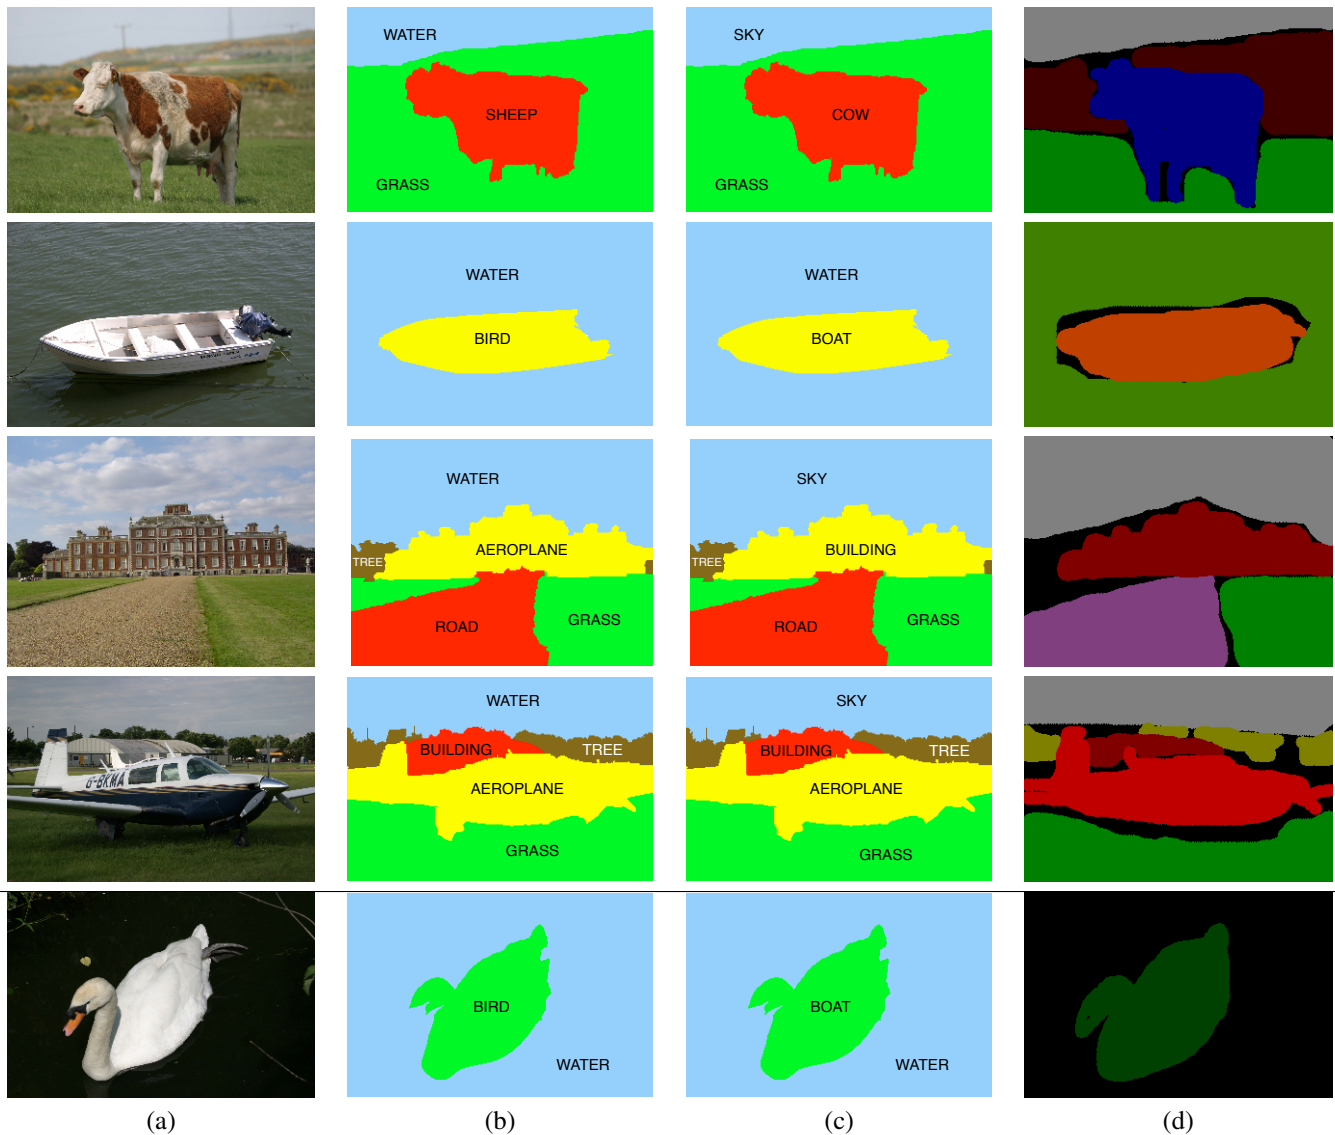 WATER
SKY
SHEEP
COW
GRASS
GRASS
WATER
WATER
BIRD
BOAT
WATER
SKY
AEROPLANE
BUILDING
TREE
TREE
ROAD
GRASS
ROAD
GRASS
WATER
SKY
BUILDING
TREE
BUILDING
TREE
G-BKMA
AEROPLANE
AEROPLANE
GRASS
GRASS
BIRD
BOAT
WATER
WATER
(a)
(b)
(c)
(d)